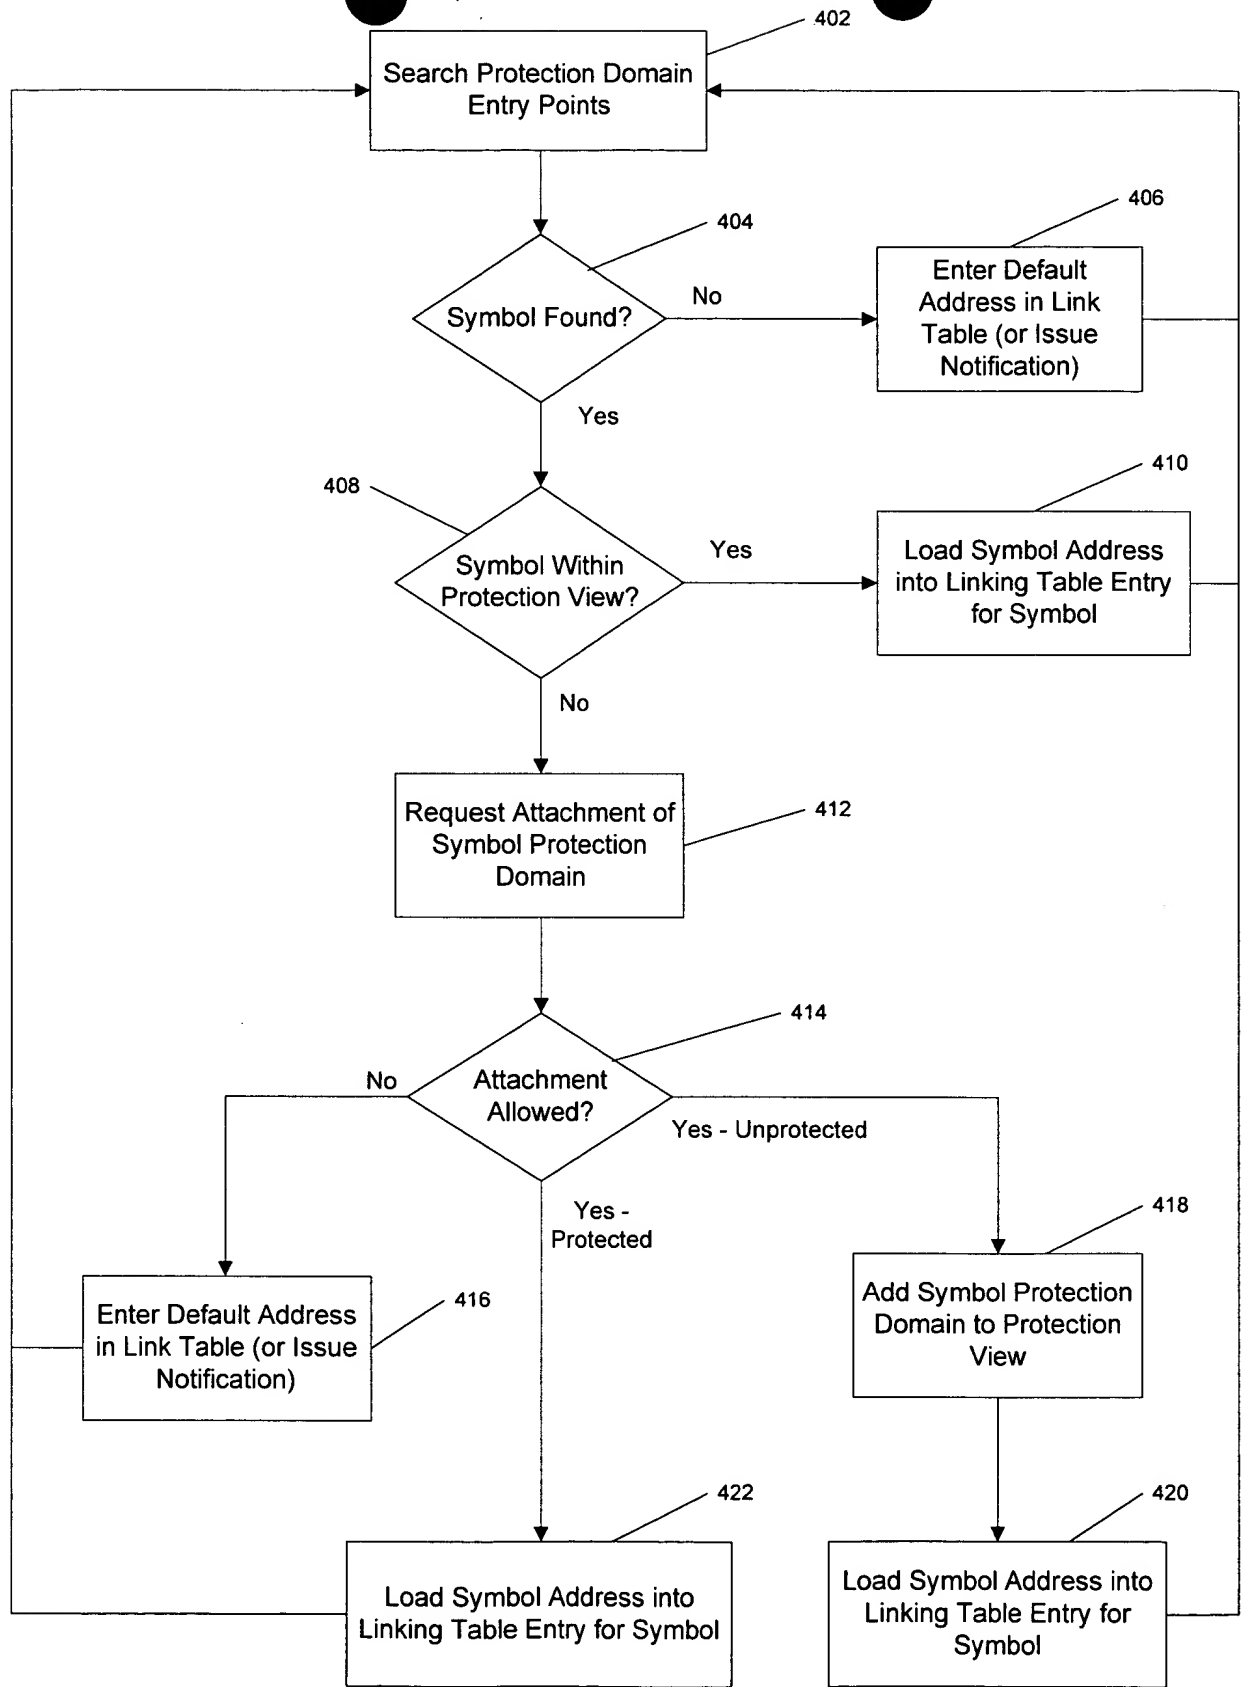 402
Search Protection Domain
Entry Points
404
406
Symbol Found?
No
Enter Default
Address in Link
Table (or Issue
Notification)
Yes
408
410
Symbol Within
Protection View?
Yes
Load Symbol Address
into Linking Table Entry
for Symbol
No
412
Request Attachment of
Symbol Protection
Domain
414
No
Attachment
Allowed?
Yes - Unprotected
Yes -
Protected
418
416
Enter Default Address
in Link Table (or Issue
Notification)
Add Symbol Protection
Domain to Protection
View
422
420
Load Symbol Address into
Linking Table Entry for Symbol
Load Symbol Address into
Linking Table Entry for
Symbol